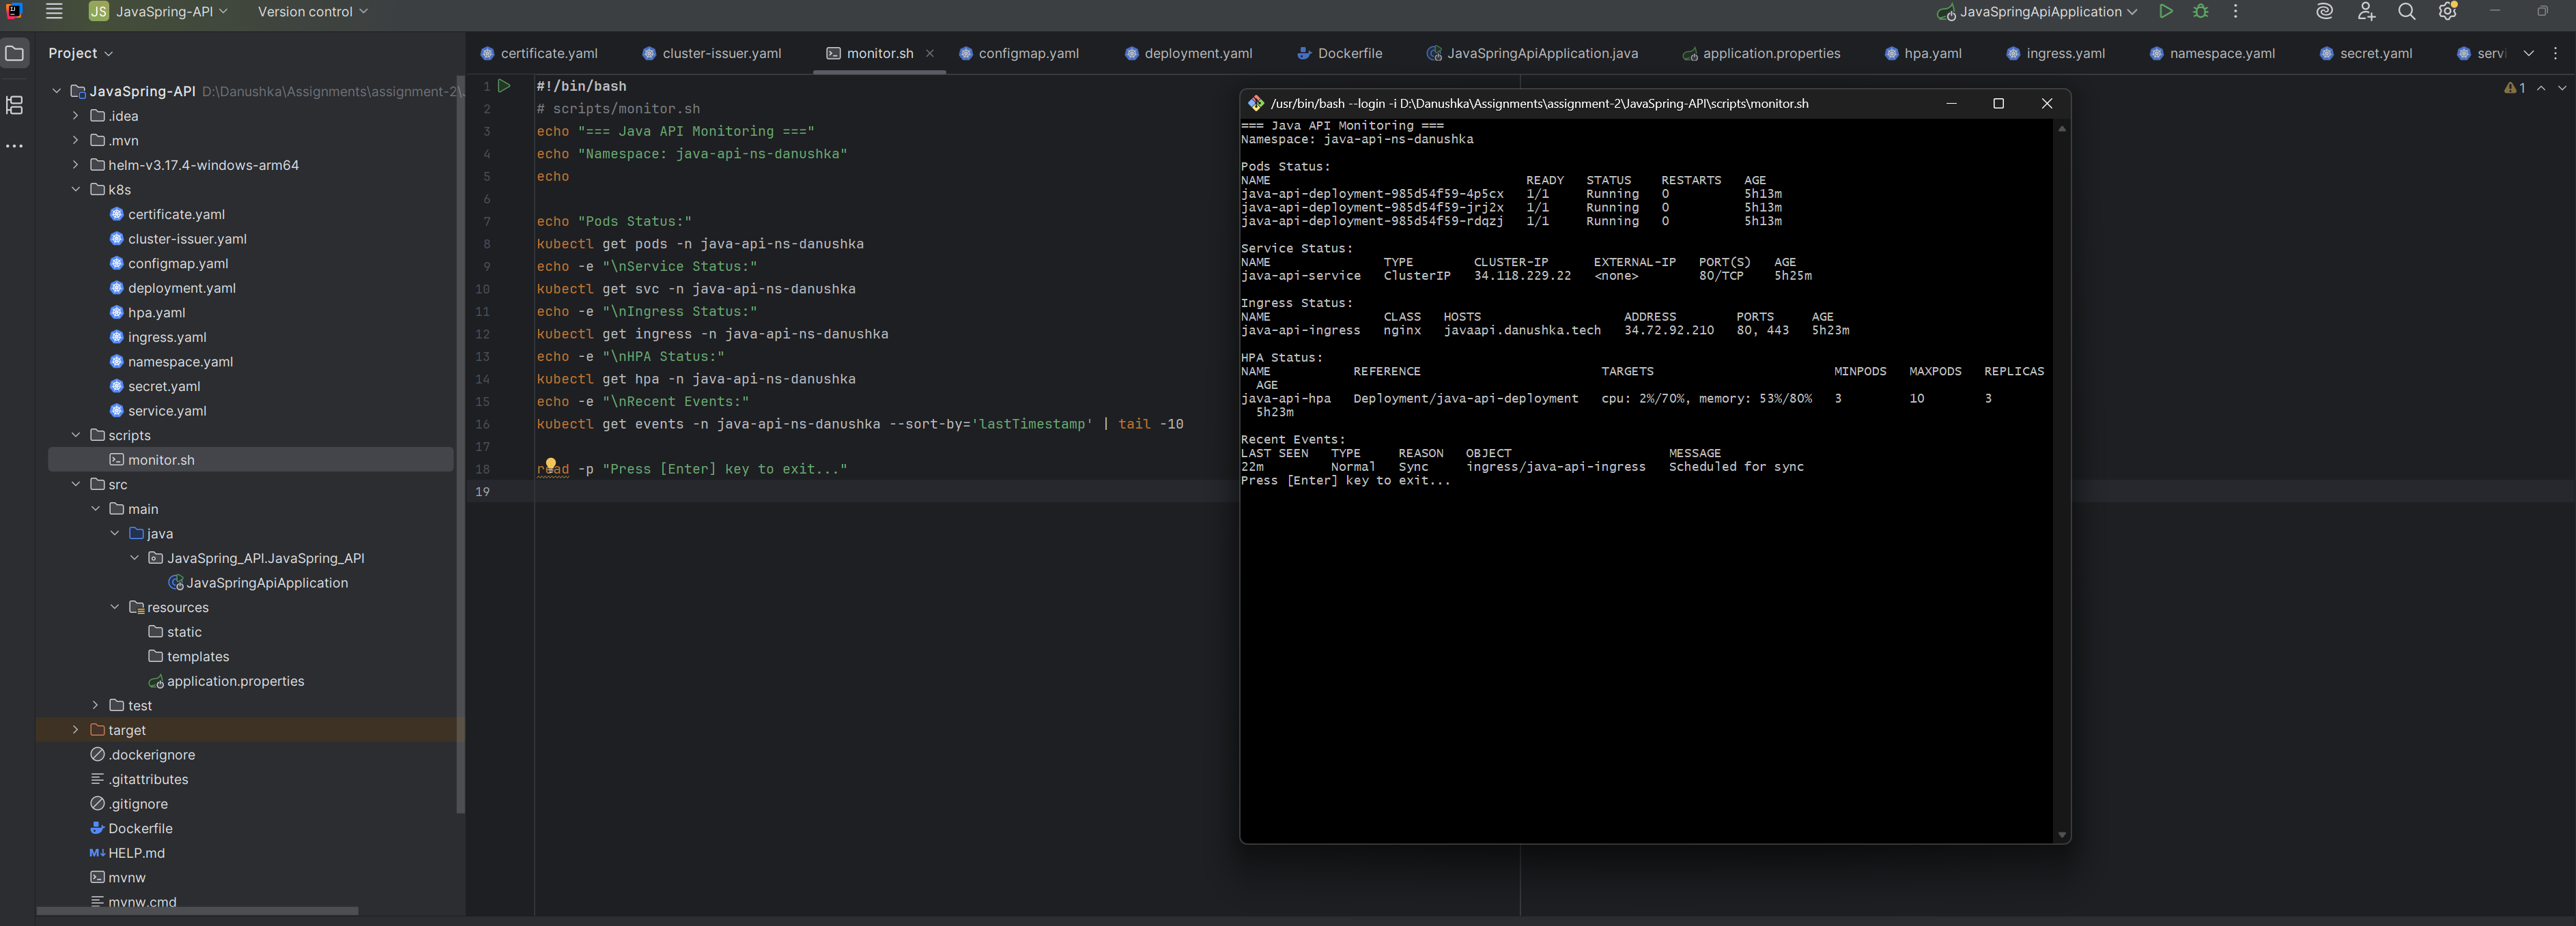 JS JavaSpring-API Version control JavaSpringApiApplication
Project
certificate.yaml cluster-issuer.yaml monitor.sh configmap.yaml deployment.yaml Dockerfile JavaSpringApiApplication.java application.properties hpa.yaml ingress.yaml namespace.yaml secret.yaml servi
JavaSpring-API D:\Danushka\Assignments\assignment-2\J
.idea
.mvn
helm-v3.17.4-windows-arm64
k8s
certificate.yaml
cluster-issuer.yaml
configmap.yaml
deployment.yaml
hpa.yaml
ingress.yaml
namespace.yaml
secret.yaml
service.yaml
scripts
monitor.sh
src
main
java
JavaSpring_API.JavaSpring_API
JavaSpringApiApplication
resources
static
templates
application.properties
test
target
.dockerignore
.gitattributes
.gitignore
Dockerfile
M↓ HELP.md
mvnw
mvnw.cmd
1 #!/bin/bash
2 # scripts/monitor.sh
3 echo "=== Java API Monitoring ==="
4 echo "Namespace: java-api-ns-danushka"
5 echo
6
7 echo "Pods Status:"
8 kubectl get pods -n java-api-ns-danushka
9 echo -e "\nService Status:"
10 kubectl get svc -n java-api-ns-danushka
11 echo -e "\nIngress Status:"
12 kubectl get ingress -n java-api-ns-danushka
13 echo -e "\nHPA Status:"
14 kubectl get hpa -n java-api-ns-danushka
15 echo -e "\nRecent Events:"
16 kubectl get events -n java-api-ns-danushka --sort-by='lastTimestamp' | tail -10
17
18 read -p "Press [Enter] key to exit..."
19
1
/usr/bin/bash --login -i D:\Danushka\Assignments\assignment-2\JavaSpring-API\scripts\monitor.sh
=== Java API Monitoring ===
Namespace: java-api-ns-danushka
Pods Status:
NAME READY STATUS RESTARTS AGE
java-api-deployment-985d54f59-4p5cx 1/1 Running 0 5h13m
java-api-deployment-985d54f59-jrj2x 1/1 Running 0 5h13m
java-api-deployment-985d54f59-rdqzj 1/1 Running 0 5h13m
Service Status:
NAME TYPE CLUSTER-IP EXTERNAL-IP PORT(S) AGE
java-api-service ClusterIP 34.118.229.22 <none> 80/TCP 5h25m
Ingress Status:
NAME CLASS HOSTS ADDRESS PORTS AGE
java-api-ingress nginx javaapi.danushka.tech 34.72.92.210 80, 443 5h23m
HPA Status:
NAME REFERENCE TARGETS MINPODS MAXPODS REPLICAS
AGE
java-api-hpa Deployment/java-api-deployment cpu: 2%/70%, memory: 53%/80% 3 10 3
5h23m
Recent Events:
LAST SEEN TYPE REASON OBJECT MESSAGE
22m Normal Sync ingress/java-api-ingress Scheduled for sync
Press [Enter] key to exit...